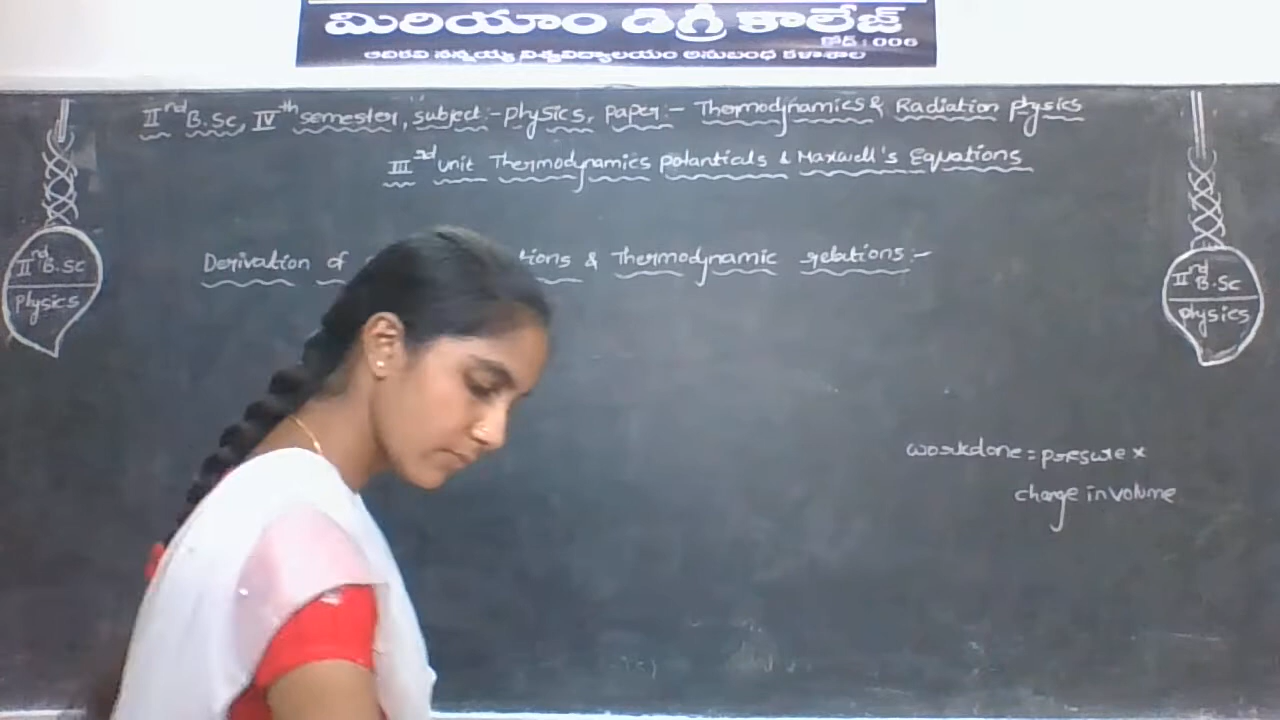 మిరియాం డిగ్రీ కాలేజ్
కోడ్ : 006
ఆదికవి నన్నయ్య విశ్వవిద్యాలయం అనుబంధ కళాశాల
IInd B.Sc, IVth semester, subject:- physics, paper:- Thermodynamics & Radiation physics
IIIrd unit Thermodynamics potanticals & Maxwell's Equations
IInd B.Sc
physics
Derivation of tions & Thermodynamic relations:-
IInd B.Sc
physics
workdone = presure x
change in volume